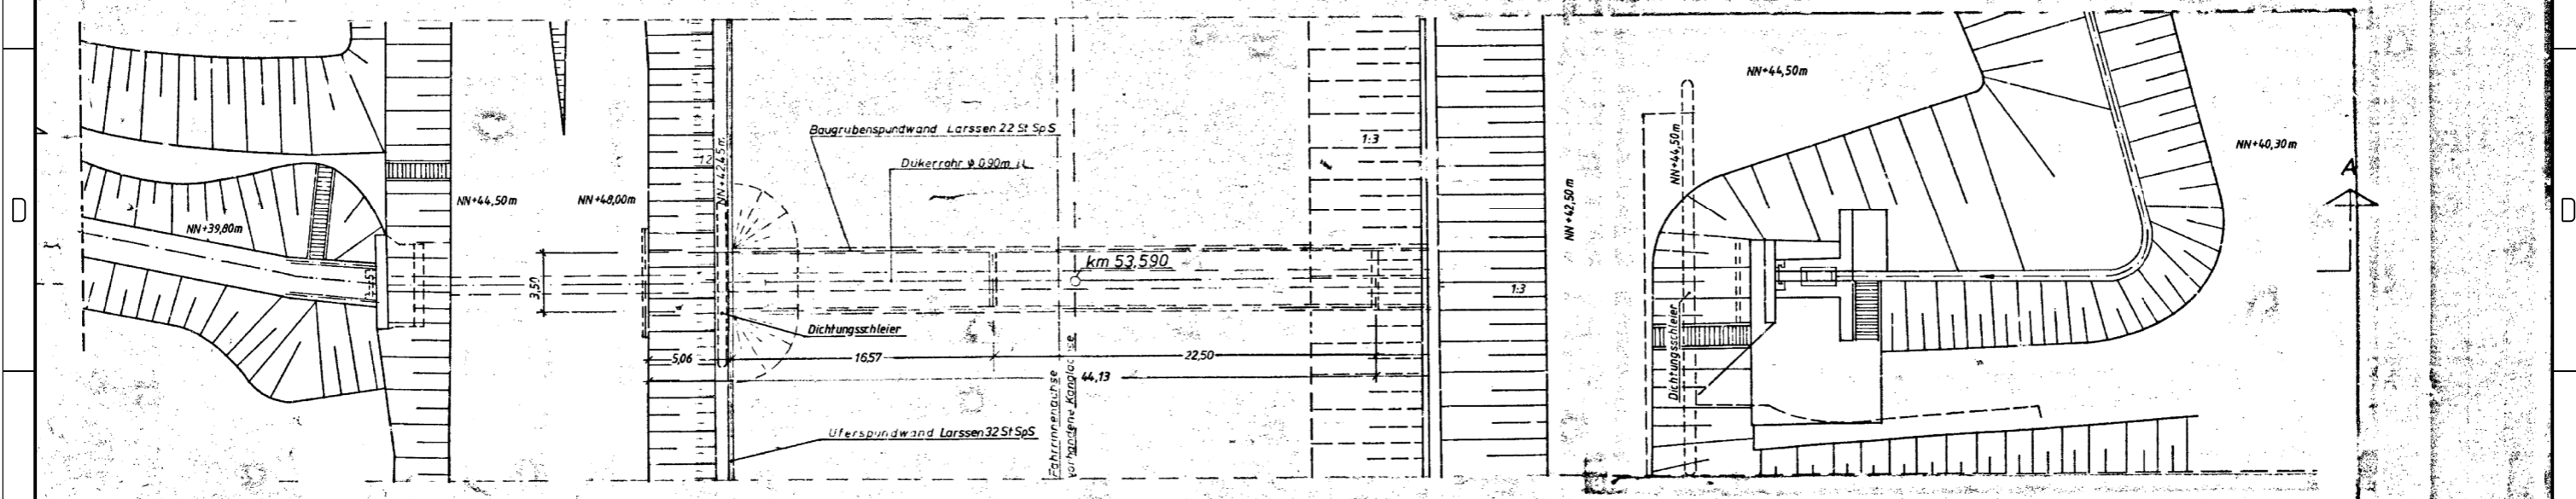 D
NN+39,80m
NN+44,50m
3,50
NN+48,00m
1:2
NN+42,45m
Baugrubenspundwand Larssen 22 St SpS
Dükerrohr φ 0,90m i.L.
km 53,590
Dichtungsschleier
5,06
16,57
22,50
44,13
Uferspundwand Larssen 32 St SpS
Fahrrinnenachse
vorhandene Kanalachse
1:3
1:3
NN+42,50m
NN+44,50m
NN+44,50m
Dichtungsschleier
NN+40,30m
A
D